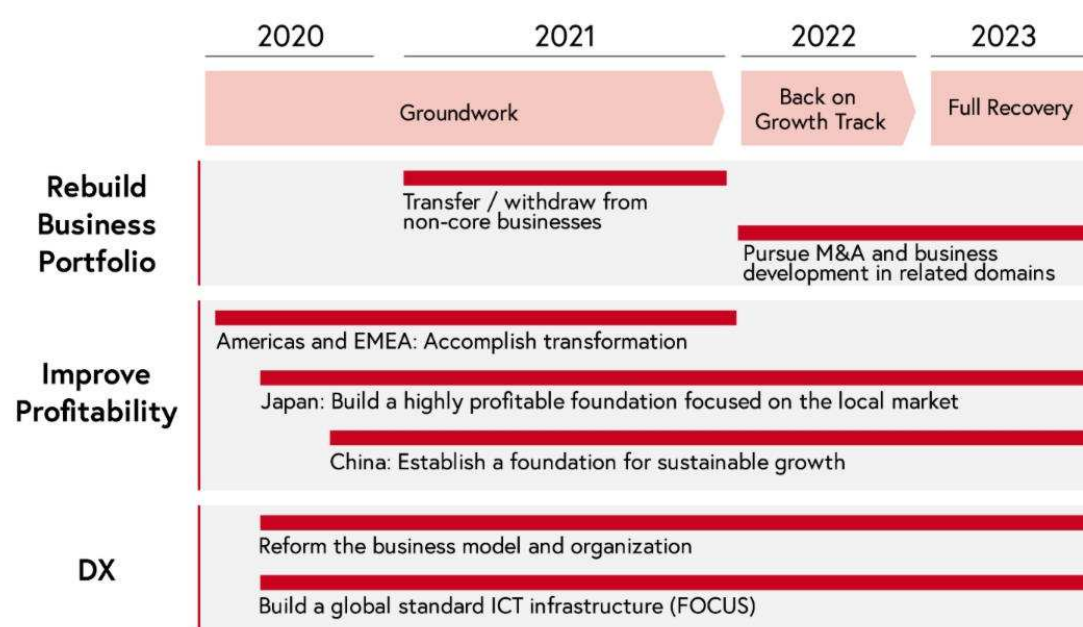 2020 2021 2022 2023
Groundwork
Back on
Growth Track
Full Recovery
Rebuild
Business
Portfolio
Transfer / withdraw from
non-core businesses
Pursue M&A and business
development in related domains
Improve
Profitability
Americas and EMEA: Accomplish transformation
Japan: Build a highly profitable foundation focused on the local market
China: Establish a foundation for sustainable growth
DX
Reform the business model and organization
Build a global standard ICT infrastructure (FOCUS)